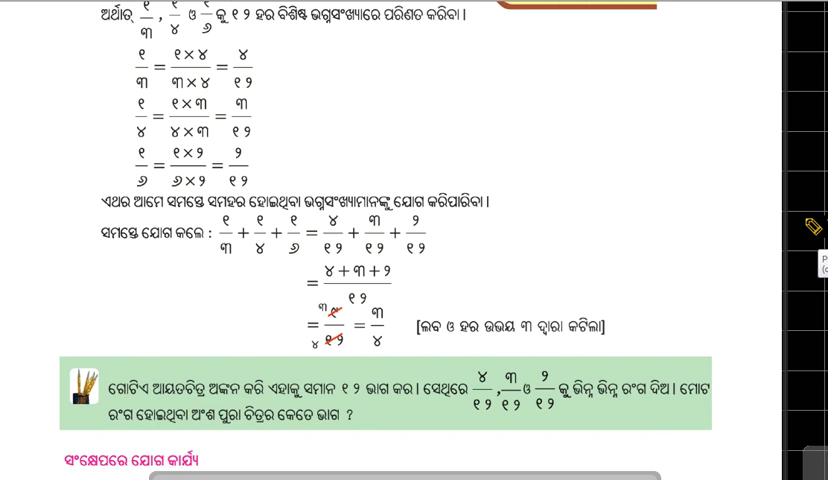 ଅର୍ଥାତ୍ ୧/୩ , ୧/୪ ଓ ୧/୬ କୁ ୧୨ ହର ବିଶିଷ୍ଟ ଭଗ୍ନସଂଖ୍ୟାରେ ପରିଣତ କରିବା ।
୧/୩ = ୧×୪/୩×୪ = ୪/୧୨
୧/୪ = ୧×୩/୪×୩ = ୩/୧୨
୧/୬ = ୧×୨/୬×୨ = ୨/୧୨
ଏଥର ଆମେ ସମସ୍ତେ ସମହର ହୋଇଥିବା ଭଗ୍ନସଂଖ୍ୟାମାନଙ୍କୁ ଯୋଗ କରିପାରିବା ।
ସମସ୍ତେ ଯୋଗ କଲେ : ୧/୩ + ୧/୪ + ୧/୬ = ୪/୧୨ + ୩/୧୨ + ୨/୧୨
= ୪+୩+୨/୧୨
= ୩ ୯/୪ ୧୨ = ୩/୪ [ଲବ ଓ ହର ଉଭୟ ୩ ଦ୍ୱାରା କଟିଲା]
ଗୋଟିଏ ଆୟତଚିତ୍ର ଅଙ୍କନ କରି ଏହାକୁ ସମାନ ୧୨ ଭାଗ କର । ସେଥିରେ ୪/୧୨ , ୩/୧୨ ଓ ୨/୧୨ କୁ ଭିନ୍ନ ଭିନ୍ନ ରଂଗ ଦିଅ । ମୋଟ
ରଂଗ ହୋଇଥିବା ଅଂଶ ପୁରା ଚିତ୍ରର କେତେ ଭାଗ ?
ସଂକ୍ଷେପରେ ଯୋଗ କାର୍ଯ୍ୟ